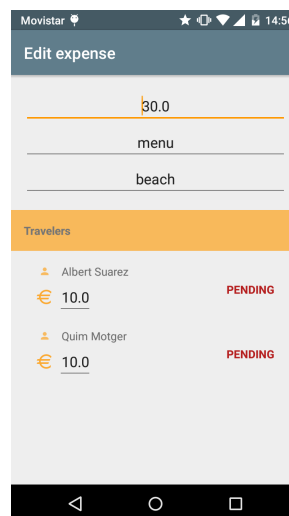 Movistar 14:56
Edit expense
30.0
menu
beach
Travelers
Albert Suarez
€ 10.0
PENDING
Quim Motger
€ 10.0
PENDING